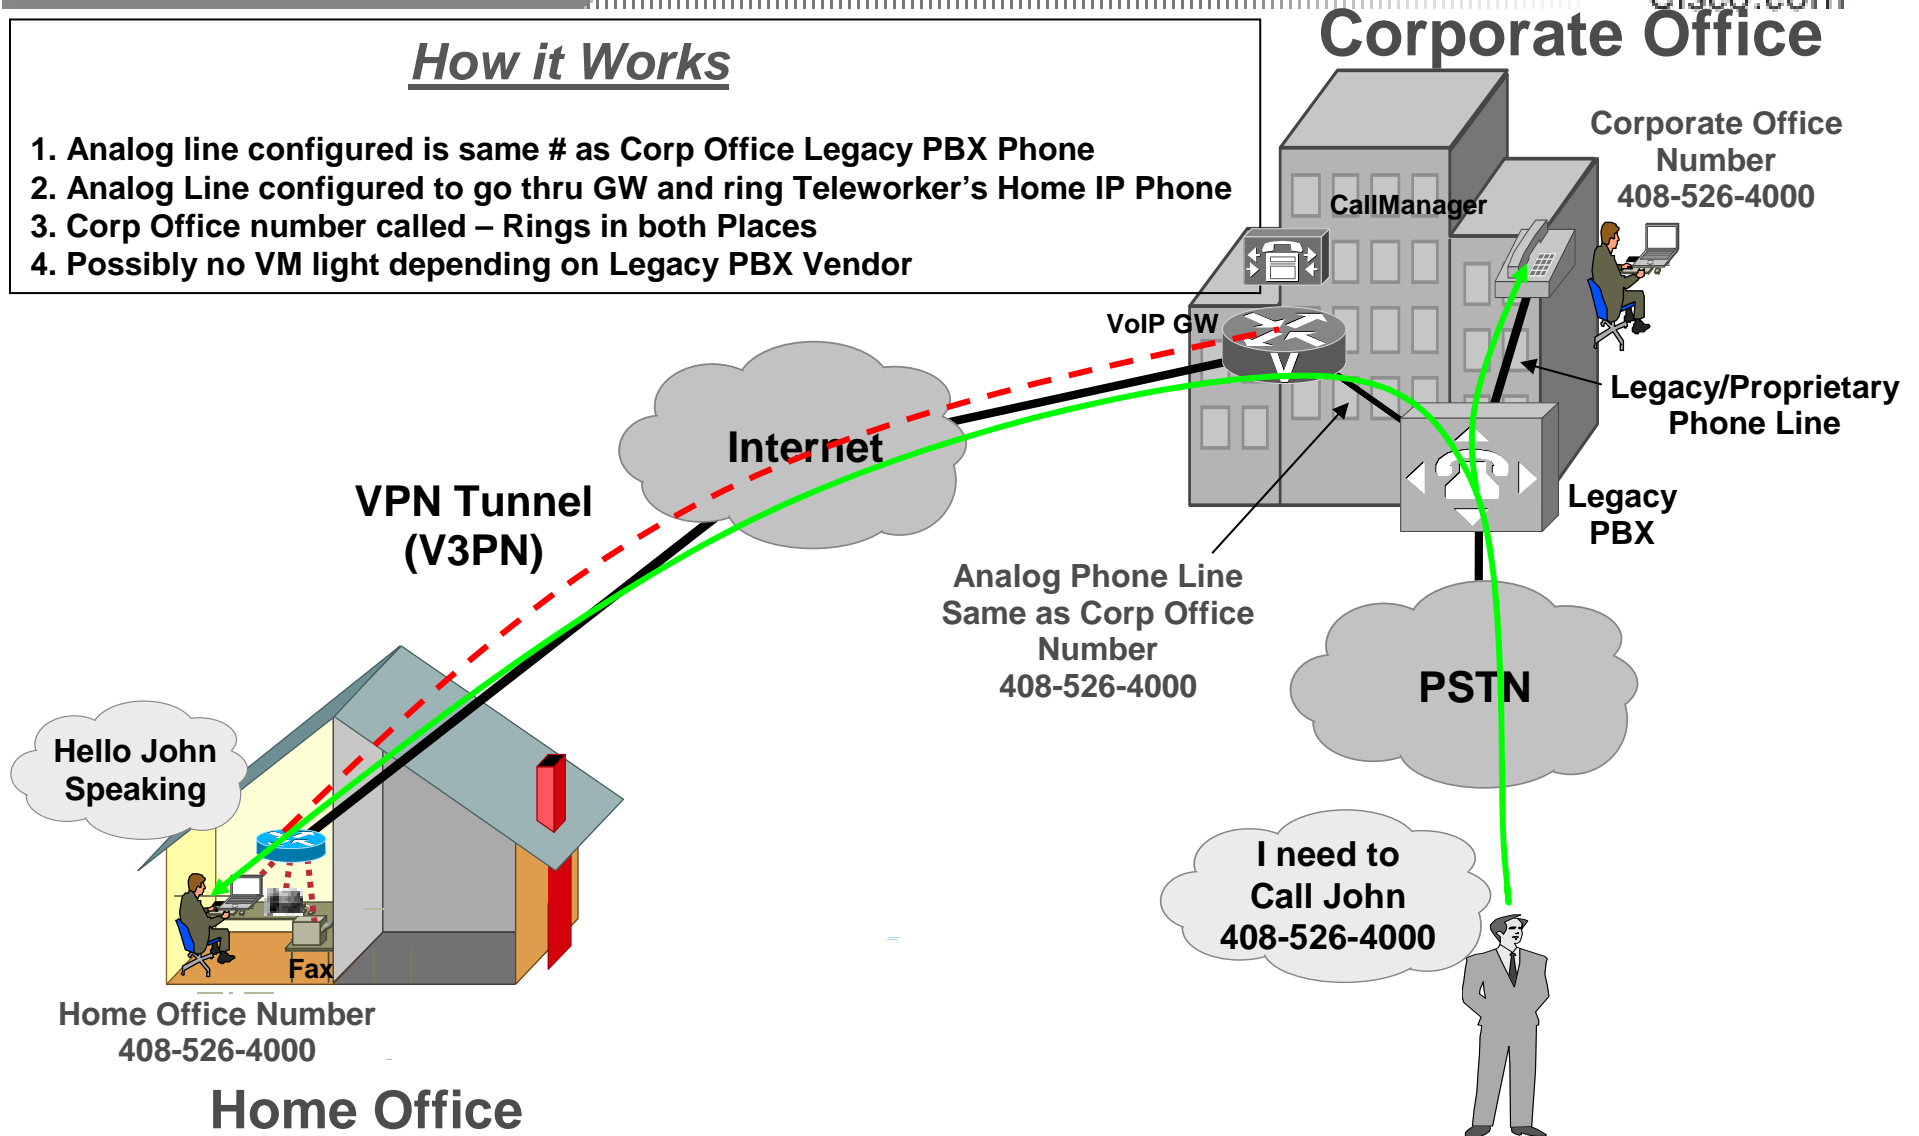 cisco.com
Corporate Office
How it Works
1. Analog line configured is same # as Corp Office Legacy PBX Phone
2. Analog Line configured to go thru GW and ring Teleworker’s Home IP Phone
3. Corp Office number called – Rings in both Places
4. Possibly no VM light depending on Legacy PBX Vendor
Corporate Office
Number
408-526-4000
CallManager
VoIP GW
V
Legacy/Proprietary
Phone Line
Internet
VPN Tunnel
(V3PN)
Legacy
PBX
Analog Phone Line
Same as Corp Office
Number
408-526-4000
PSTN
Hello John
Speaking
I need to
Call John
408-526-4000
Fax
Home Office Number
408-526-4000
Home Office